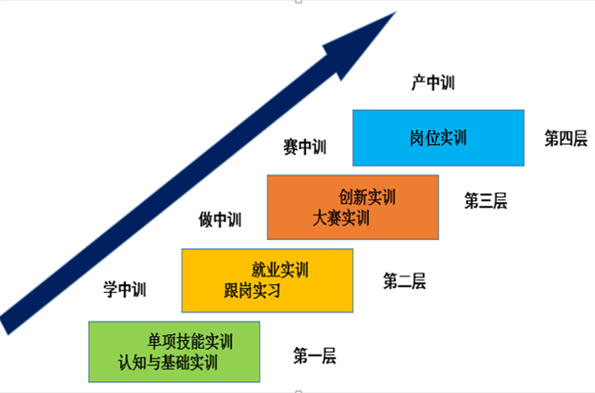 产中训
岗位实训
第四层
赛中训
创新实训
大赛实训
第三层
做中训
就业实训
跟岗实习
第二层
学中训
单项技能实训
认知与基础实训
第一层